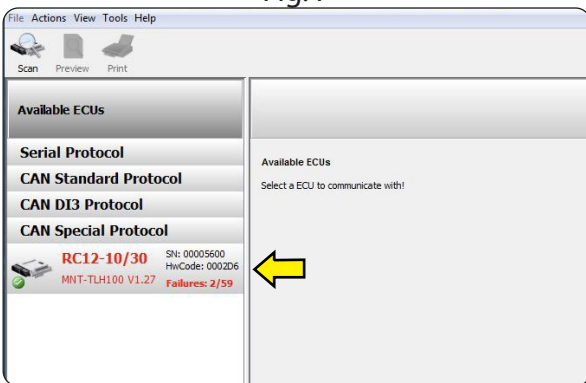 File Actions View Tools Help
Scan Preview Print
Available ECUs
Serial Protocol
CAN Standard Protocol
CAN DI3 Protocol
CAN Special Protocol
RC12-10/30
MNT-TLH100 V1.27
SN: 00005600
HwCode: 0002D6
Failures: 2/59
Available ECUs
Select a ECU to communicate with!